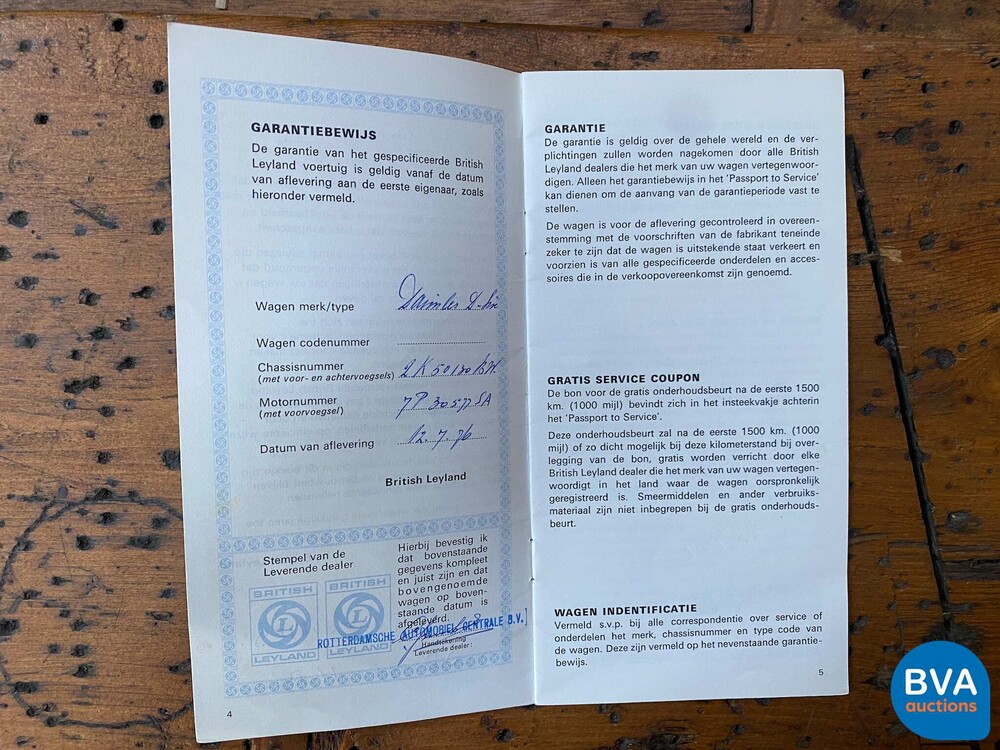 GARANTIEBEWIJS
De garantie van het gespecificeerde British
Leyland voertuig is geldig vanaf de datum
van aflevering aan de eerste eigenaar, zoals
hieronder vermeld.
Wagen merk/type Daimler
Wagen codenummer
Chassisnummer
(met voor- en achtervoegsels)
Motornummer
(met voorvoegsel)
Datum van aflevering 12.7.76
British Leyland
Stempel van de
Leverende dealer
BRITISH
L
LEYLAND
BRITISH
L
LEYLAND
Hierbij bevestig ik
dat bovenstaande
gegevens kompleet
en juist zijn en dat
bovengenoemde
wagen op boven-
staande datum is
afgeleverd.
ROTTERDAMSCHE AUTOMOBIEL CENTRALE B.V.
Handtekening
Leverende dealer:
4
GARANTIE
De garantie is geldig over de gehele wereld en de ver-
plichtingen zullen worden nagekomen door alle British
Leyland dealers die het merk van uw wagen vertegenwoor-
digen. Alleen het garantiebewijs in het 'Passport to Service'
kan dienen om de aanvang van de garantieperiode vast te
stellen.
De wagen is voor de aflevering gecontroleerd in overeen-
stemming met de voorschriften van de fabrikant teneinde
zeker te zijn dat de wagen is uitstekende staat verkeert en
voorzien is van alle gespecificeerde onderdelen en acces-
soires die in de verkoopovereenkomst zijn genoemd.
GRATIS SERVICE COUPON
De bon voor de gratis onderhoudsbeurt na de eerste 1500
km. (1000 mijl) bevindt zich in het insteekvakje achterin
het 'Passport to Service'.
Deze onderhoudsbeurt zal na de eerste 1500 km. (1000
mijl) of zo dicht mogelijk bij deze kilometerstand bij over-
legging van de bon, gratis worden verricht door elke
British Leyland dealer die het merk van uw wagen vertegen-
woordigt in het land waar de wagen oorspronkelijk
geregistreerd is. Smeermiddelen en ander verbruiks-
materiaal zijn niet inbegrepen bij de gratis onderhouds-
beurt.
WAGEN INDENTIFICATIE
Vermeld s.v.p. bij alle correspondentie over service of
onderdelen het merk, chassisnummer en type code van
de wagen. Deze zijn vermeld op het nevenstaande garantie-
bewijs.
5
BVA
auctions